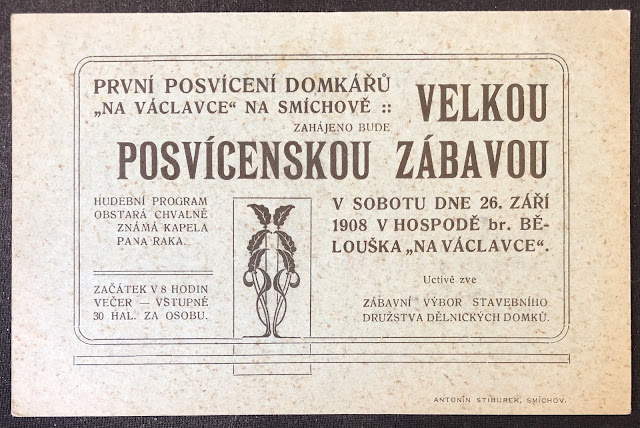 PRVNÍ POSVÍCENÍ DOMKÁŘŮ
„NA VÁCLAVCE“ NA SMÍCHOVĚ ::
ZAHÁJENO BUDE
VELKOU
POSVÍCENSKOU ZÁBAVOU
HUDEBNÍ PROGRAM
OBSTARÁ CHVALNĚ
ZNÁMÁ KAPELA
PANA RAKA.
ZAČÁTEK V 8 HODIN
VEČER — VSTUPNÉ
30 HAL. ZA OSOBU.
V SOBOTU DNE 26. ZÁŘÍ
1908 V HOSPODĚ br. BĚ-
LOUŠKA „NA VÁCLAVCE“.
Uctivě zve
ZÁBAVNÍ VÝBOR STAVEBNÍHO
DRUŽSTVA DĚLNICKÝCH DOMKŮ.
ANTONÍN STIBUREK, SMÍCHOV.